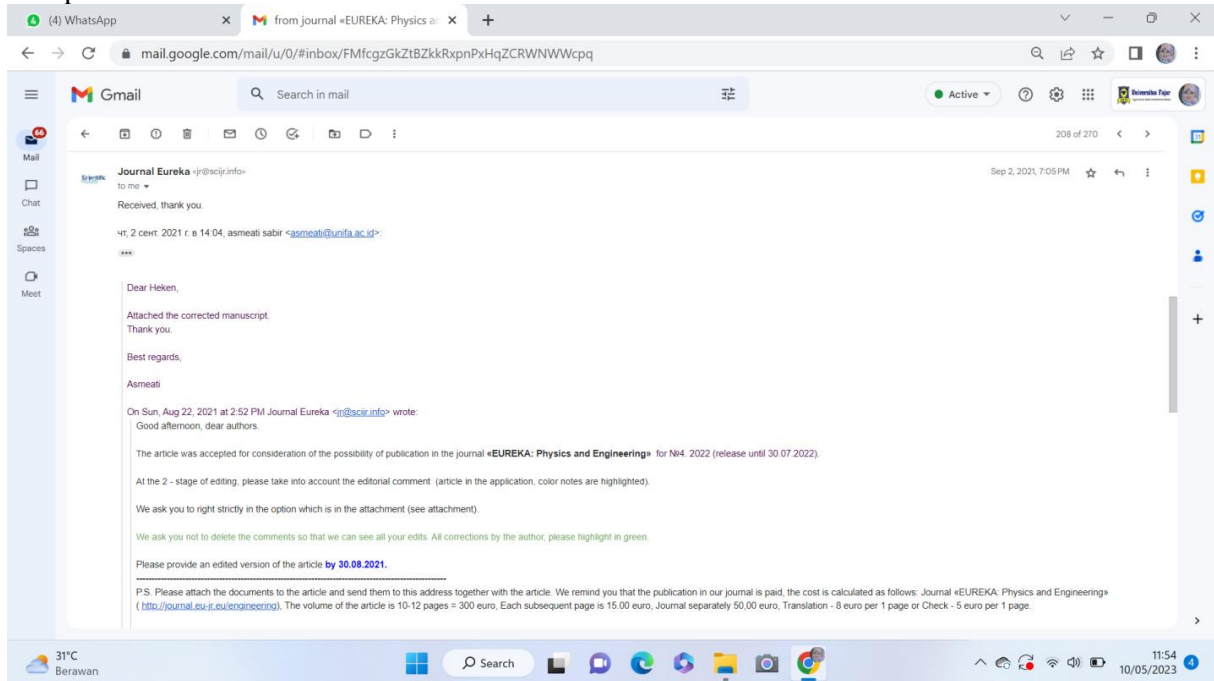 (4) WhatsApp
from journal «EUREKA: Physics ar
mail.google.com/mail/u/0/#inbox/FMfcgzGkZtBZkkRxpnPxHqZCRWNWWcpq
Gmail
Search in mail
Active
Universitas Fajar
66
Mail
Chat
Spaces
Meet
208 of 270
Journal Eureka <jr@scijr.info>
Sep 2, 2021, 7:05 PM
to me
Received, thank you.
чт, 2 сент. 2021 г. в 14:04, asmeati sabir <asmeati@unifa.ac.id>:
Dear Heken,
Attached the corrected manuscript.
Thank you.
Best regards,
Asmeati
On Sun, Aug 22, 2021 at 2:52 PM Journal Eureka <jr@scijr.info> wrote:
Good afternoon, dear authors.
The article was accepted for consideration of the possibility of publication in the journal «EUREKA: Physics and Engineering» for №4. 2022 (release until 30.07.2022).
At the 2 - stage of editing, please take into account the editorial comment (article in the application, color notes are highlighted).
We ask you to right strictly in the option which is in the attachment (see attachment).
We ask you not to delete the comments so that we can see all your edits. All corrections by the author, please highlight in green.
Please provide an edited version of the article by 30.08.2021.
--------------------------------------------------------------------------------------------
P.S. Please attach the documents to the article and send them to this address together with the article. We remind you that the publication in our journal is paid, the cost is calculated as follows: Journal «EUREKA: Physics and Engineering»
( http://journal.eu-jr.eu/engineering), The volume of the article is 10-12 pages = 300 euro, Each subsequent page is 15.00 euro, Journal separately 50,00 euro, Translation - 8 euro per 1 page or Check - 5 euro per 1 page.
31°C
Berawan
Search
11:54
10/05/2023
4